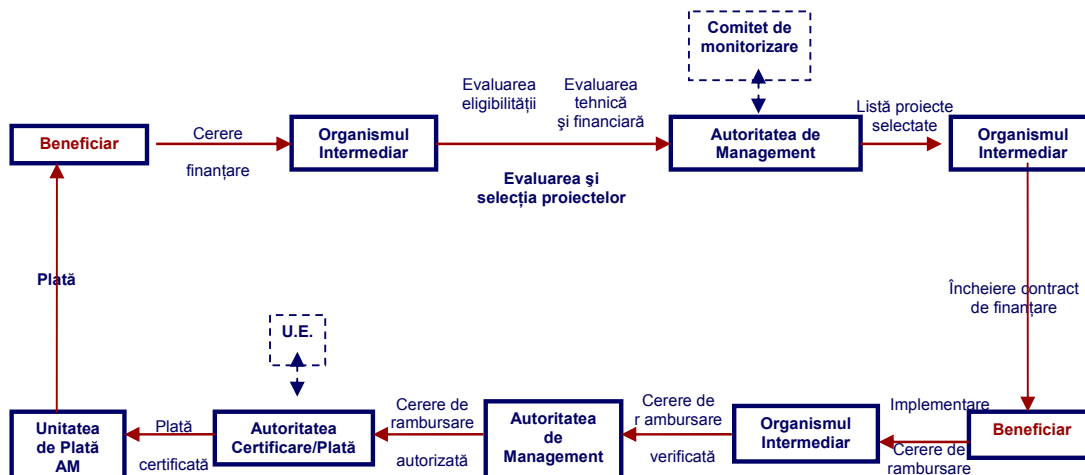 Comitet de
monitorizare
Evaluarea
eligibilității
Evaluarea
tehnică
şi financiară
Listă proiecte
selectate
Beneficiar
Cerere
finanțare
Organismul
Intermediar
Autoritatea de
Management
Organismul
Intermediar
Evaluarea şi
selecția proiectelor
Plată
Încheiere contract
de finanțare
U.E.
Unitatea
de Plată
AM
Plată
certificată
Autoritatea
Certificare/Plată
Cerere de
rambursare
autorizată
Autoritatea
de
Management
Cerere de
r ambursare
verificată
Organismul
Intermediar
Implementare
Cerere de
rambursare
Beneficiar